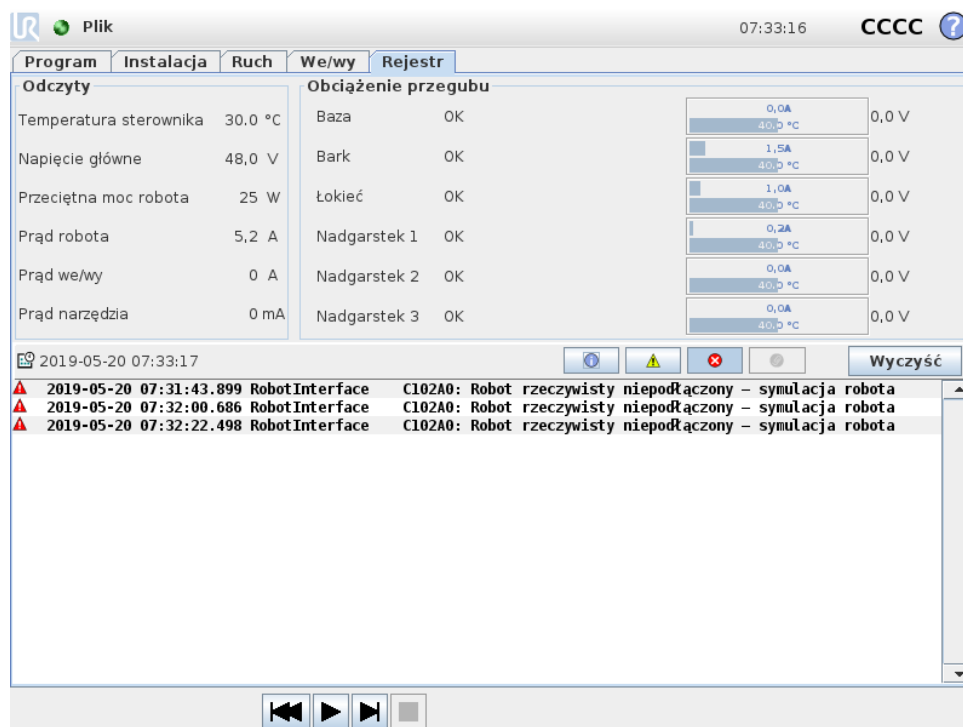 UR Plik 07:33:16 CCCC ?
Program Instalacja Ruch We/wy Rejestr
Odczyty Obciążenie przegubu
Temperatura sterownika 30.0 °C Baza OK 0,0A 40,0 °C 0,0 V
Napięcie główne 48,0 V Bark OK 1,5A 40,0 °C 0,0 V
Przeciętna moc robota 25 W Łokieć OK 1,0A 40,0 °C 0,0 V
Prąd robota 5,2 A Nadgarstek 1 OK 0,2A 40,0 °C 0,0 V
Prąd we/wy 0 A Nadgarstek 2 OK 0,0A 40,0 °C 0,0 V
Prąd narzędzia 0 mA Nadgarstek 3 OK 0,0A 40,0 °C 0,0 V
2019-05-20 07:33:17 Wyczyść
2019-05-20 07:31:43.899 RobotInterface C102A0: Robot rzeczywisty niepodłączony – symulacja robota
2019-05-20 07:32:00.686 RobotInterface C102A0: Robot rzeczywisty niepodłączony – symulacja robota
2019-05-20 07:32:22.498 RobotInterface C102A0: Robot rzeczywisty niepodłączony – symulacja robota